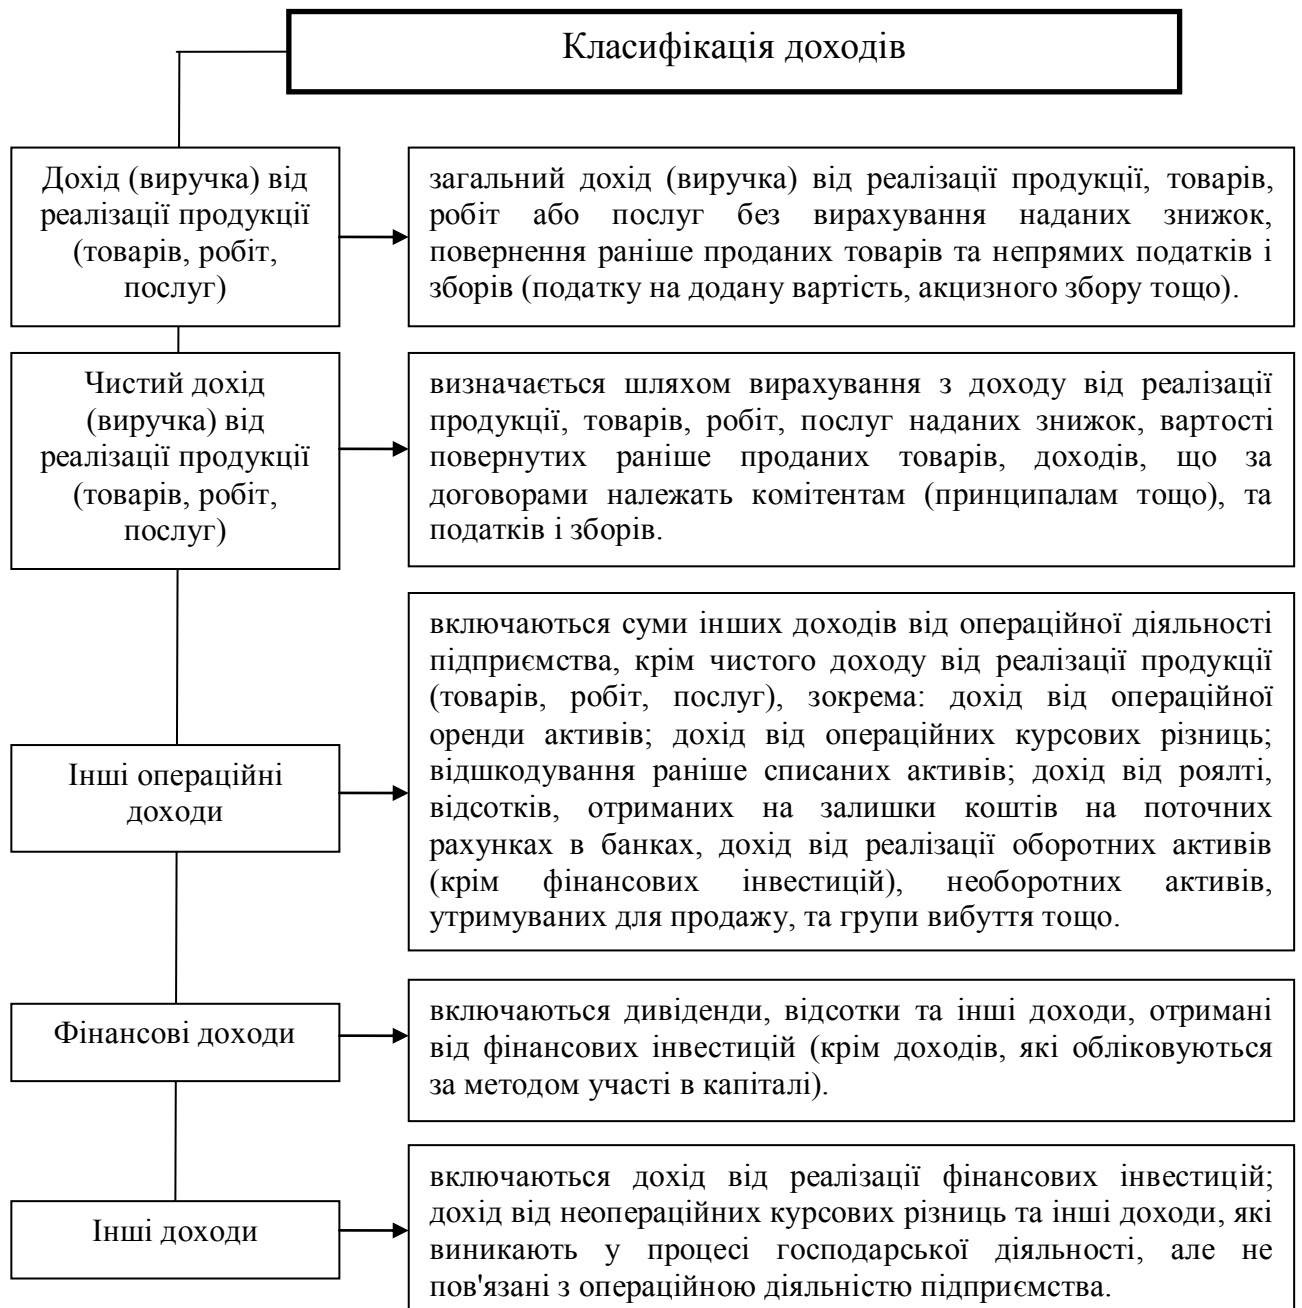 Класифікація доходів
Дохід (виручка) від
реалізації продукції
(товарів, робіт,
послуг)
загальний дохід (виручка) від реалізації продукції, товарів,
робіт або послуг без вирахування наданих знижок,
повернення раніше проданих товарів та непрямих податків і
зборів (податку на додану вартість, акцизного збору тощо).
Чистий дохід
(виручка) від
реалізації продукції
(товарів, робіт,
послуг)
визначається шляхом вирахування з доходу від реалізації
продукції, товарів, робіт, послуг наданих знижок, вартості
повернутих раніше проданих товарів, доходів, що за
договорами належать комітентам (принципалам тощо), та
податків і зборів.
Інші операційні
доходи
включаються суми інших доходів від операційної діяльності
підприємства, крім чистого доходу від реалізації продукції
(товарів, робіт, послуг), зокрема: дохід від операційної
оренди активів; дохід від операційних курсових різниць;
відшкодування раніше списаних активів; дохід від роялті,
відсотків, отриманих на залишки коштів на поточних
рахунках в банках, дохід від реалізації оборотних активів
(крім фінансових інвестицій), необоротних активів,
утримуваних для продажу, та групи вибуття тощо.
Фінансові доходи
включаються дивіденди, відсотки та інші доходи, отримані
від фінансових інвестицій (крім доходів, які обліковуються
за методом участі в капіталі).
Інші доходи
включаються дохід від реалізації фінансових інвестицій;
дохід від неопераційних курсових різниць та інші доходи, які
виникають у процесі господарської діяльності, але не
пов'язані з операційною діяльністю підприємства.